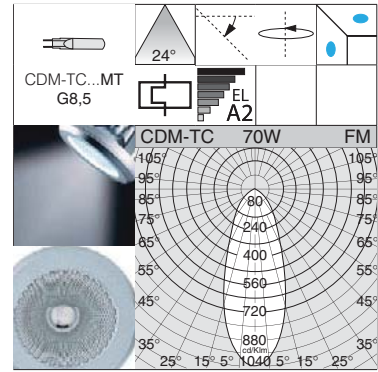 24°
CDM-TC...MT
G8,5
EL
A2
CDM-TC 70W FM
105° 105°
95° 95°
85° 80 85°
75° 240 75°
65° 400 65°
55° 560 55°
45° 720 45°
35° 880 35°
cd/Klm
25° 15° 5° 1040 5° 15° 25°